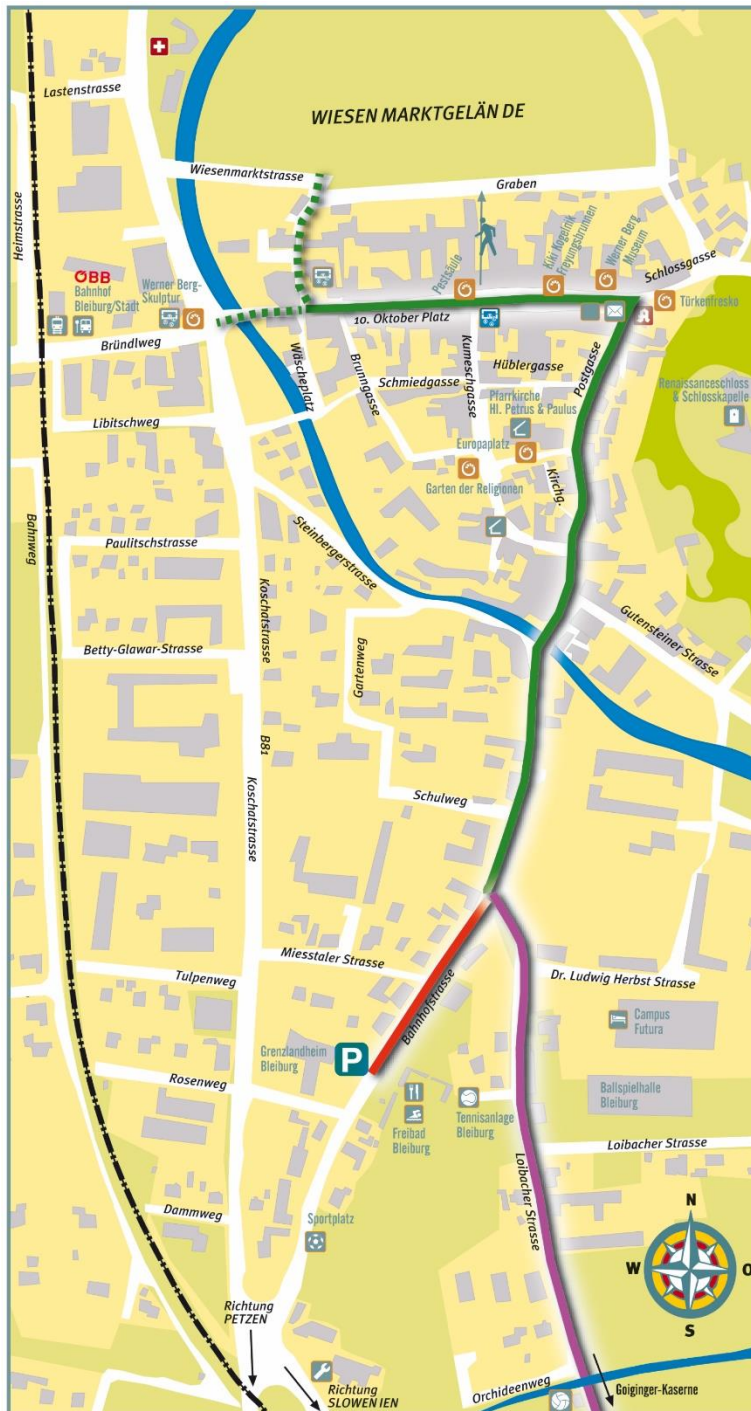 Lastenstrasse
WIESEN MARKTGELÄN DE
Wiesenmarktstrasse
Graben
Heimstrasse
ÖBB
Bahnhof
Bleiburg/Stadt
Werner Berg-
Skulptur
Pestsäule
Kiki Kogelnik
Freyungsbrunnen
Werner Berg
Museum
Schlossgasse
Türkenfresko
10. Oktober Platz
Bründlweg
Wäscheplatz
Brunngasse
Kumeschgasse
Hüblergasse
Postgasse
Schmiedgasse
Pfarrkirche
Hl. Petrus & Paulus
Renaissanceschloss
& Schlosskapelle
Libitschweg
Europaplatz
Garten der Religionen
Kirchg.
Bahnweg
Steinbergerstrasse
Paulitschstrasse
Koschatstrasse
Gutensteiner Strasse
Betty-Glawar-Strasse
Gartenweg
B81
Koschatstrasse
Schulweg
Miesstaler Strasse
Tulpenweg
Bahnhofstrasse
Dr. Ludwig Herbst Strasse
Campus
Futura
Grenzlandheim
Bleiburg
P
Rosenweg
Freibad
Bleiburg
Tennisanlage
Bleiburg
Ballspielhalle
Bleiburg
Loibacher Strasse
Loibacher Strasse
Dammweg
Sportplatz
N
W
O
S
Richtung
PETZEN
Richtung
SLOWEN IEN
Orchideenweg
Goiginger-Kaserne